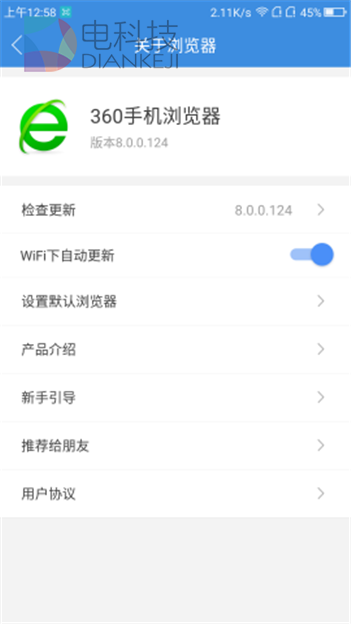 上午12:58 2.11K/s 45%
电科技
DIANKEJI
关于浏览器
360手机浏览器
版本8.0.0.124
检查更新 8.0.0.124
WiFi下自动更新
设置默认浏览器
产品介绍
新手引导
推荐给朋友
用户协议